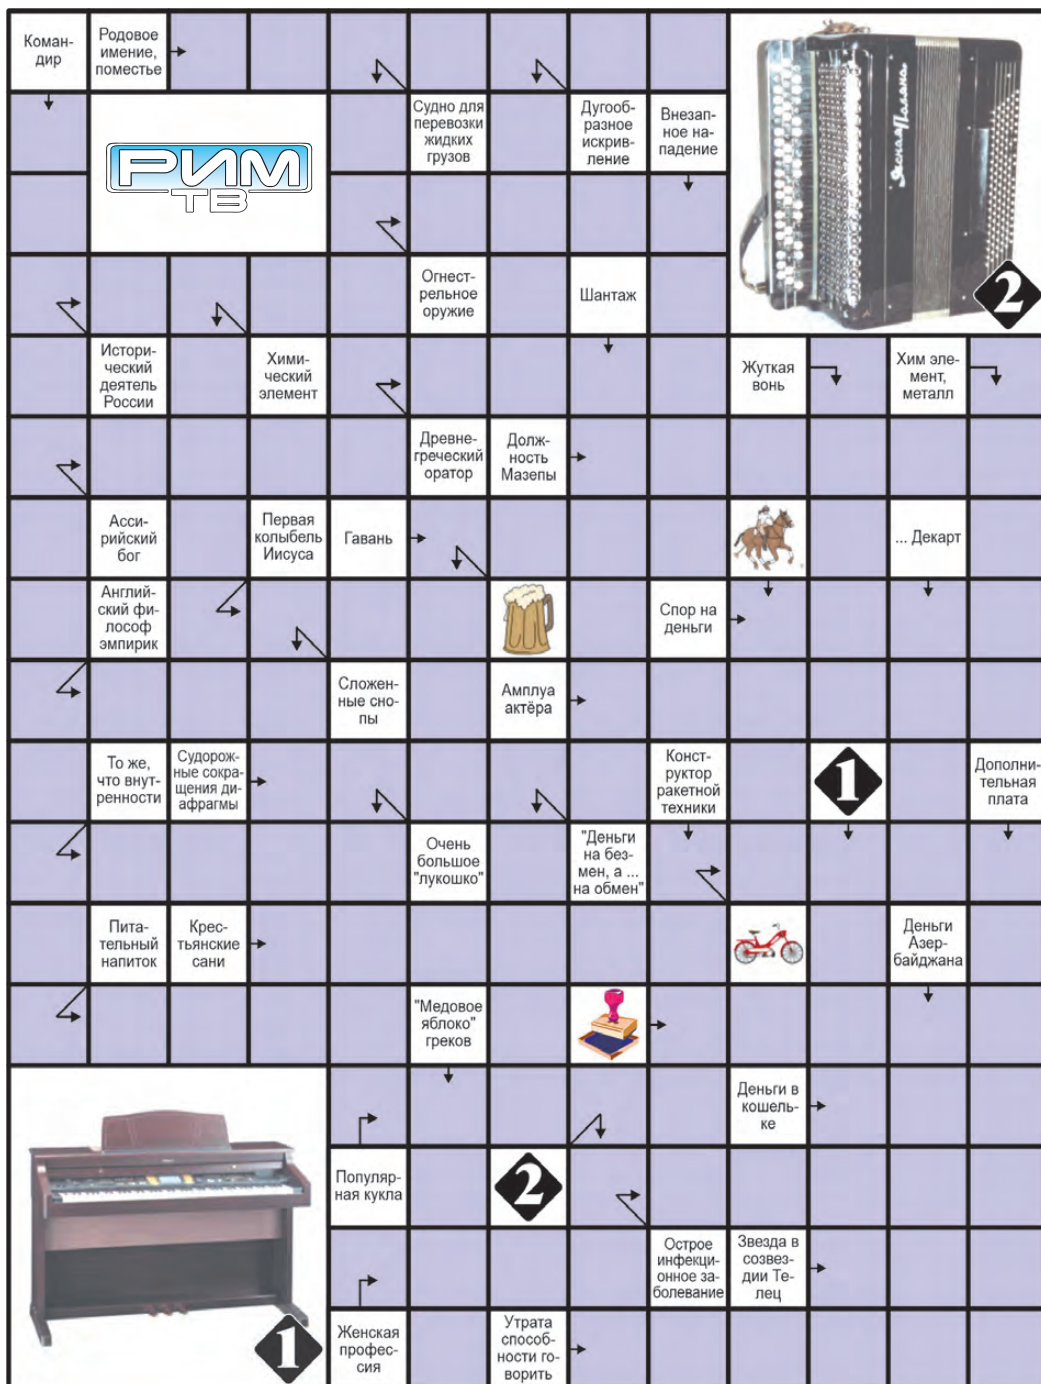 Коман-
дир
Родовое
имение,
поместье
РИМ
ТВ
Судно для
перевозки
жидких
грузов
Дугооб-
разное
искрив-
ление
Внезап-
ное на-
падение
ЯснаяПоляна
2
Огнест-
рельное
оружие
Шантаж
Истори-
ческий
деятель
России
Хими-
ческий
элемент
Жуткая
вонь
Хим эле-
мент,
металл
Древне-
греческий
оратор
Долж-
ность
Мазепы
Асси-
рийский
бог
Первая
колыбель
Иисуса
Гавань
... Декарт
Англий-
ский фи-
лософ
эмпирик
Спор на
деньги
Сложен-
ные сно-
пы
Амплуа
актёра
То же,
что внут-
ренности
Судорож-
ные сокра-
щения ди-
афрагмы
Конст-
руктор
ракетной
техники
1
Дополни-
тельная
плата
Очень
большое
"лукошко"
"Деньги
на без-
мен, а ...
на обмен"
Пита-
тельный
напиток
Крес-
тьянские
сани
Деньги
Азер-
байджана
"Медовое
яблоко"
греков
Деньги в
кошель-
ке
Популяр-
ная кукла
2
Острое
инфекци-
онное за-
болевание
Звезда в
созвез-
дии Те-
лец
1
Женская
профес-
сия
Утрата
способ-
ности го-
ворить